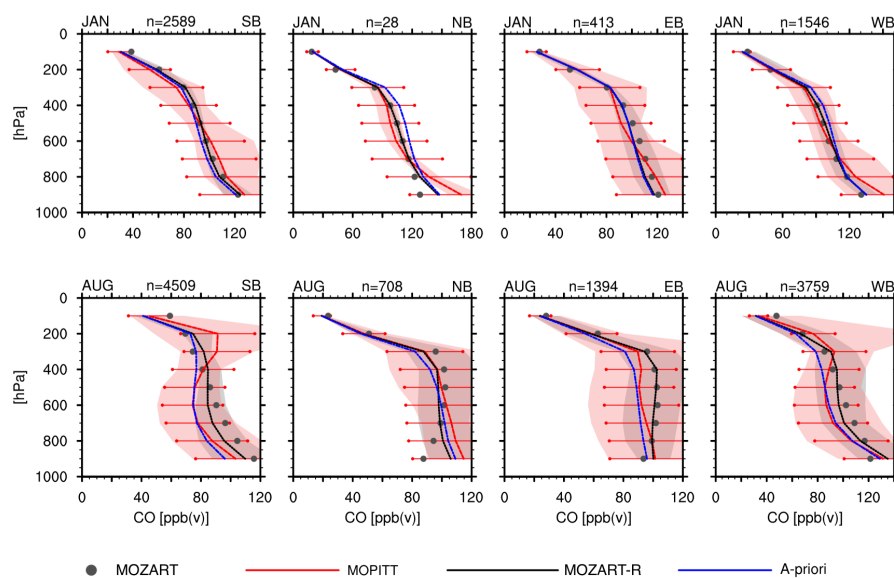 JAN n=2589 SB
JAN n=28 NB
JAN n=413 EB
JAN n=1546 WB
0
200
400
600
800
1000
[hPa]
0 40 80 120
0 60 120 180
0 40 80 120
0 50 100 150
AUG n=4509 SB
AUG n=708 NB
AUG n=1394 EB
AUG n=3759 WB
0
200
400
600
800
1000
[hPa]
0 40 80 120
0 40 80 120
0 40 80 120
0 40 80 120
CO [ppb(v)] CO [ppb(v)] CO [ppb(v)] CO [ppb(v)]
MOZART MOPITT MOZART-R A-priori